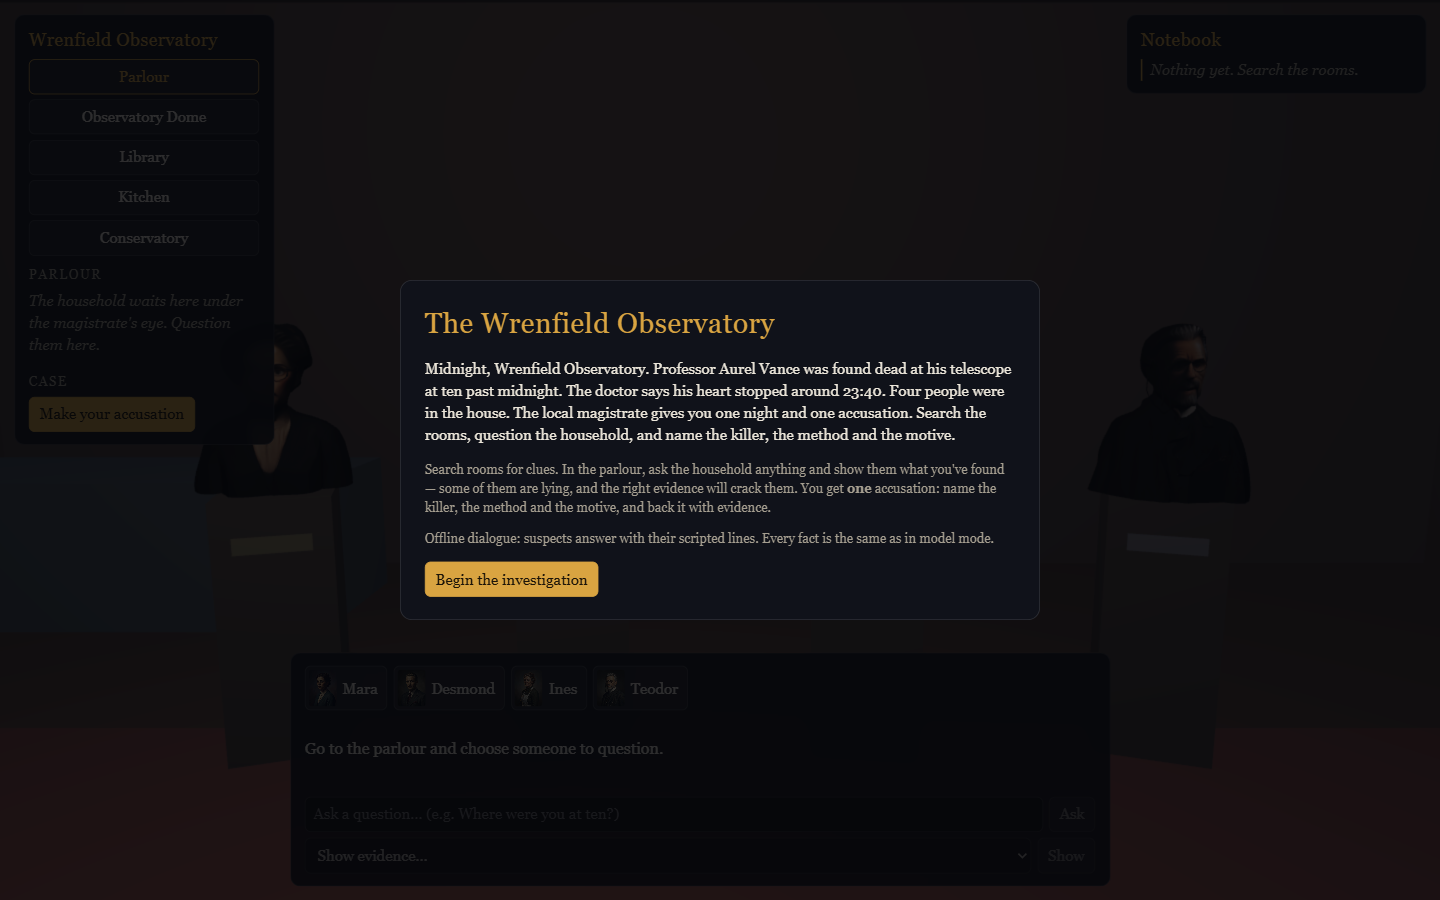 Wrenfield Observatory
Parlour
Observatory Dome
Library
Kitchen
Conservatory
PARLOUR
The household waits here under
the magistrate's eye. Question
them here.
CASE
Make your accusation
Notebook
Nothing yet. Search the rooms.
The Wrenfield Observatory
Midnight, Wrenfield Observatory. Professor Aurel Vance was found dead at his telescope
at ten past midnight. The doctor says his heart stopped around 23:40. Four people were
in the house. The local magistrate gives you one night and one accusation. Search the
rooms, question the household, and name the killer, the method and the motive.
Search rooms for clues. In the parlour, ask the household anything and show them what you've found
— some of them are lying, and the right evidence will crack them. You get one accusation: name the
killer, the method and the motive, and back it with evidence.
Offline dialogue: suspects answer with their scripted lines. Every fact is the same as in model mode.
Begin the investigation
Mara
Desmond
Ines
Teodor
Go to the parlour and choose someone to question.
Ask a question... (e.g. Where were you at ten?)
Ask
Show evidence...
Show